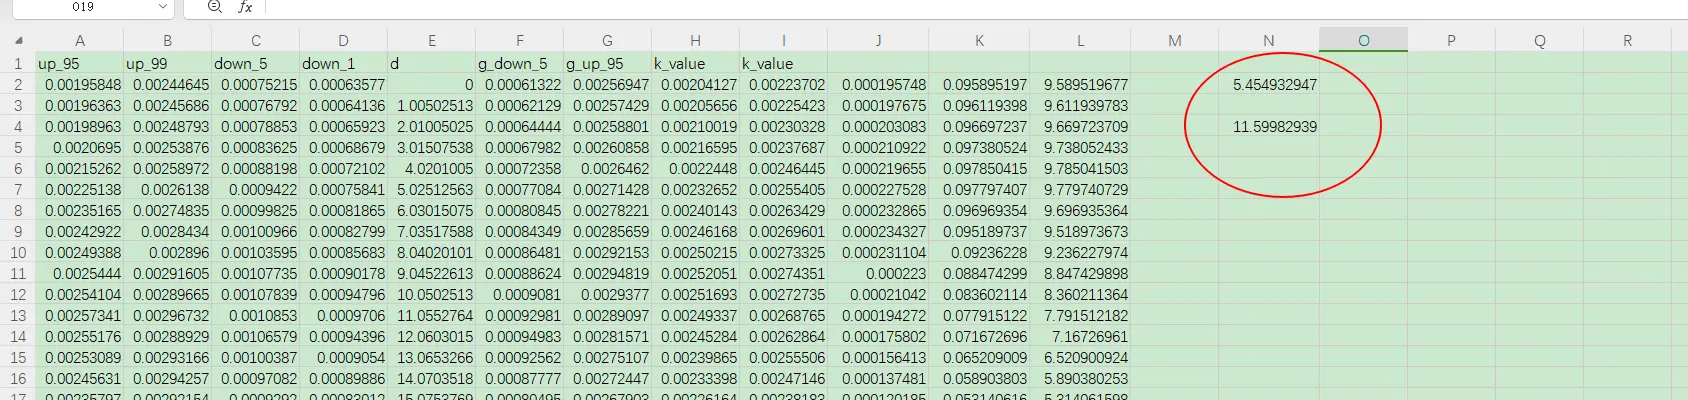 O19 fx
A B C D E F G H I J K L M N O P Q R
1 up_95 up_99 down_5 down_1 d g_down_5 g_up_95 k_value k_value
2 0.00195848 0.00244645 0.00075215 0.00063577 0 0.00061322 0.00256947 0.00204127 0.00223702 0.000195748 0.095895197 9.589519677 5.454932947
3 0.00196363 0.00245686 0.00076792 0.00064136 1.00502513 0.00062129 0.00257429 0.00205656 0.00225423 0.000197675 0.096119398 9.611939783
4 0.00198963 0.00248793 0.00078853 0.00065923 2.01005025 0.00064444 0.00258801 0.00210019 0.00230328 0.000203083 0.096697237 9.669723709 11.59982939
5 0.0020695 0.00253876 0.00083625 0.00068679 3.01507538 0.00067982 0.00260858 0.00216595 0.00237687 0.000210922 0.097380524 9.738052433
6 0.00215262 0.00258972 0.00088198 0.00072102 4.0201005 0.00072358 0.0026462 0.0022448 0.00246445 0.000219655 0.097850415 9.785041503
7 0.00225138 0.0026138 0.0009422 0.00075841 5.02512563 0.00077084 0.00271428 0.00232652 0.00255405 0.000227528 0.097797407 9.779740729
8 0.00235165 0.00274835 0.00099825 0.00081865 6.03015075 0.00080845 0.00278221 0.00240143 0.00263429 0.000232865 0.096969354 9.696935364
9 0.00242922 0.0028434 0.00100966 0.00082799 7.03517588 0.00084349 0.00285659 0.00246168 0.00269601 0.000234327 0.095189737 9.518973673
10 0.00249388 0.002896 0.00103595 0.00085683 8.04020101 0.00086481 0.00292153 0.00250215 0.00273325 0.000231104 0.09236228 9.236227974
11 0.0025444 0.00291605 0.00107735 0.00090178 9.04522613 0.00088624 0.00294819 0.00252051 0.00274351 0.000223 0.088474299 8.847429898
12 0.00254104 0.00289665 0.00107839 0.00094796 10.0502513 0.0009081 0.0029377 0.00251693 0.00272735 0.00021042 0.083602114 8.360211364
13 0.00257341 0.00296732 0.0010853 0.0009706 11.0552764 0.00092981 0.00289097 0.00249337 0.00268765 0.000194272 0.077915122 7.791512182
14 0.00255176 0.00288929 0.00106579 0.00094396 12.0603015 0.00094983 0.00281571 0.00245284 0.00262864 0.000175802 0.071672696 7.16726961
15 0.00253089 0.00293166 0.00100387 0.0009054 13.0653266 0.00092562 0.00275107 0.00239865 0.00255506 0.000156413 0.065209009 6.520900924
16 0.00245631 0.00294257 0.00097082 0.00089886 14.0703518 0.00087777 0.00272447 0.00233398 0.00247146 0.000137481 0.058903803 5.890380253